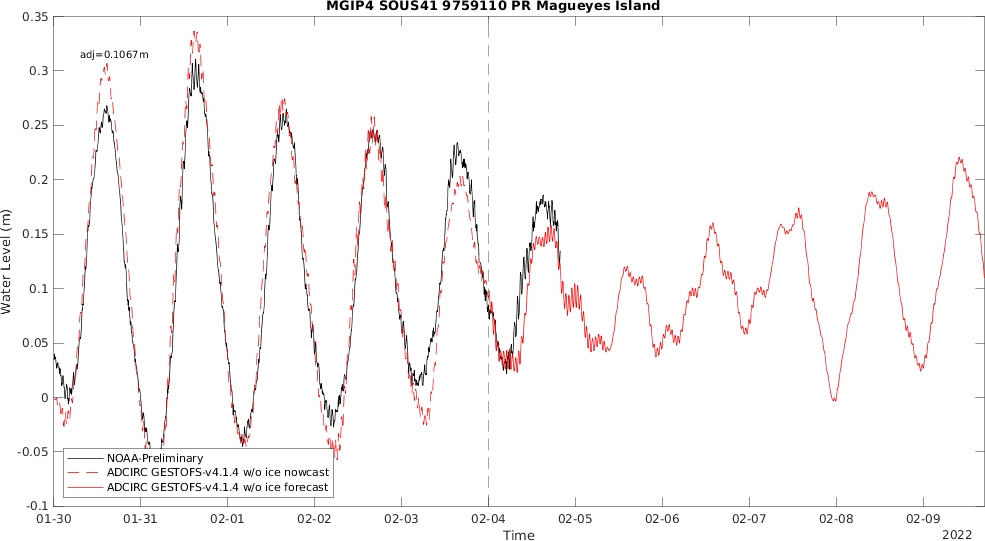 MGIP4 SOUS41 9759110 PR Magueyes Island
0.35
adj=0.1067m
0.3
0.25
0.2
0.15
0.1
0.05
0
-0.05
-0.1
Water Level (m)
NOAA-Preliminary
ADCIRC GESTOFS-v4.1.4 w/o ice nowcast
ADCIRC GESTOFS-v4.1.4 w/o ice forecast
01-30 01-31 02-01 02-02 02-03 02-04 02-05 02-06 02-07 02-08 02-09
Time
2022